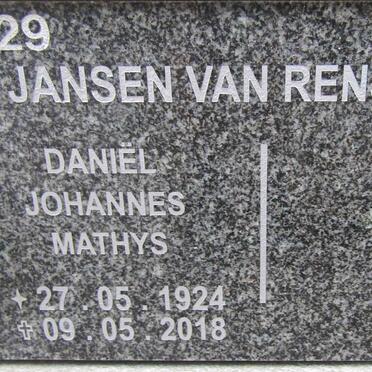 29
JANSEN VAN REN
DANIËL
JOHANNES
MATHYS
27 . 05 . 1924
✝ 09 . 05 . 2018